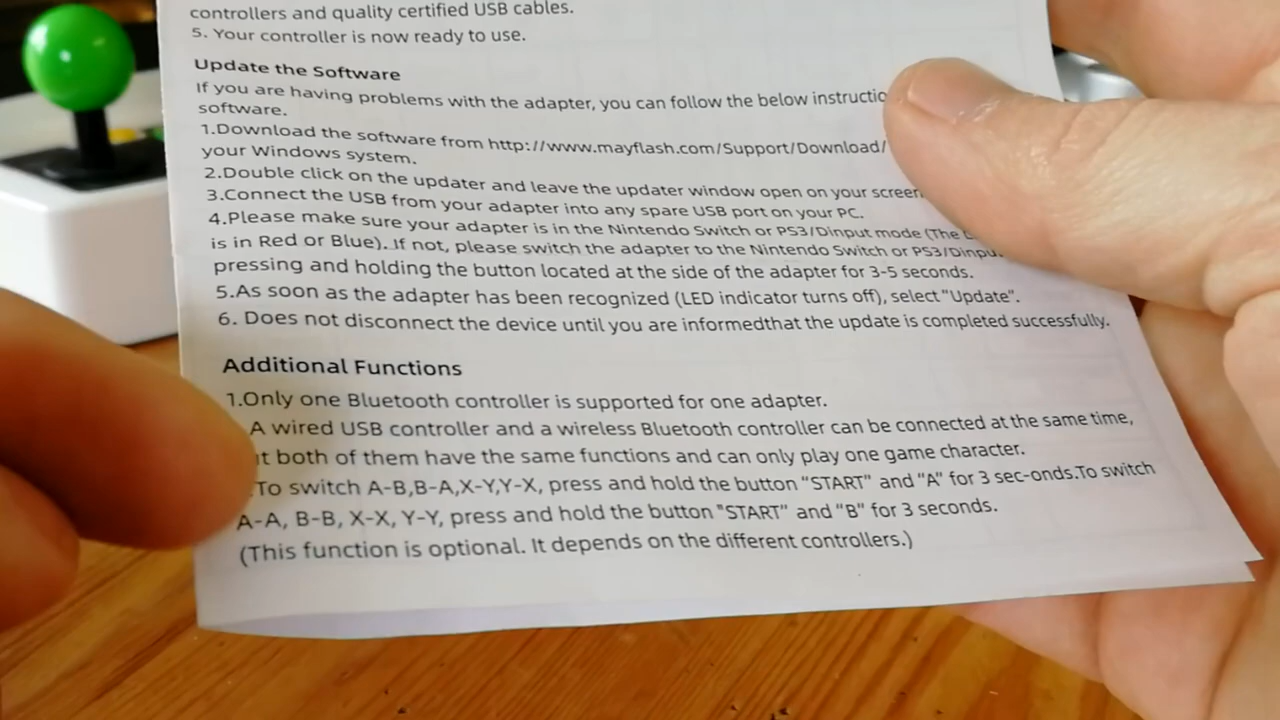 controllers and quality certified USB cables.
5. Your controller is now ready to use.
Update the Software
If you are having problems with the adapter, you can follow the below
software.
1.Download the software from http://www.mayflash.com/Support/Download/
your Windows system.
2.Double click on the updater and leave the updater window open on your screen
3.Connect the USB from your adapter into any spare USB port on your PC.
4.Please make sure your adapter is in the Nintendo Switch or PS3/Dinput mode (The
is in Red or Blue). If not, please switch the adapter to the Nintendo Switch or PS3/Dinput
pressing and holding the button located at the side of the adapter for 3-5 seconds.
5.As soon as the adapter has been recognized (LED indicator turns off), select "Update".
6. Does not disconnect the device until you are informedthat the update is completed successfully.
Additional Functions
1.Only one Bluetooth controller is supported for one adapter.
A wired USB controller and a wireless Bluetooth controller can be connected at the same time,
both of them have the same functions and can only play one game character.
To switch A-B,B-A,X-Y,Y-X, press and hold the button "START" and "A" for 3 sec-onds.To switch
A-A, B-B, X-X, Y-Y, press and hold the button "START" and "B" for 3 seconds.
(This function is optional. It depends on the different controllers.)